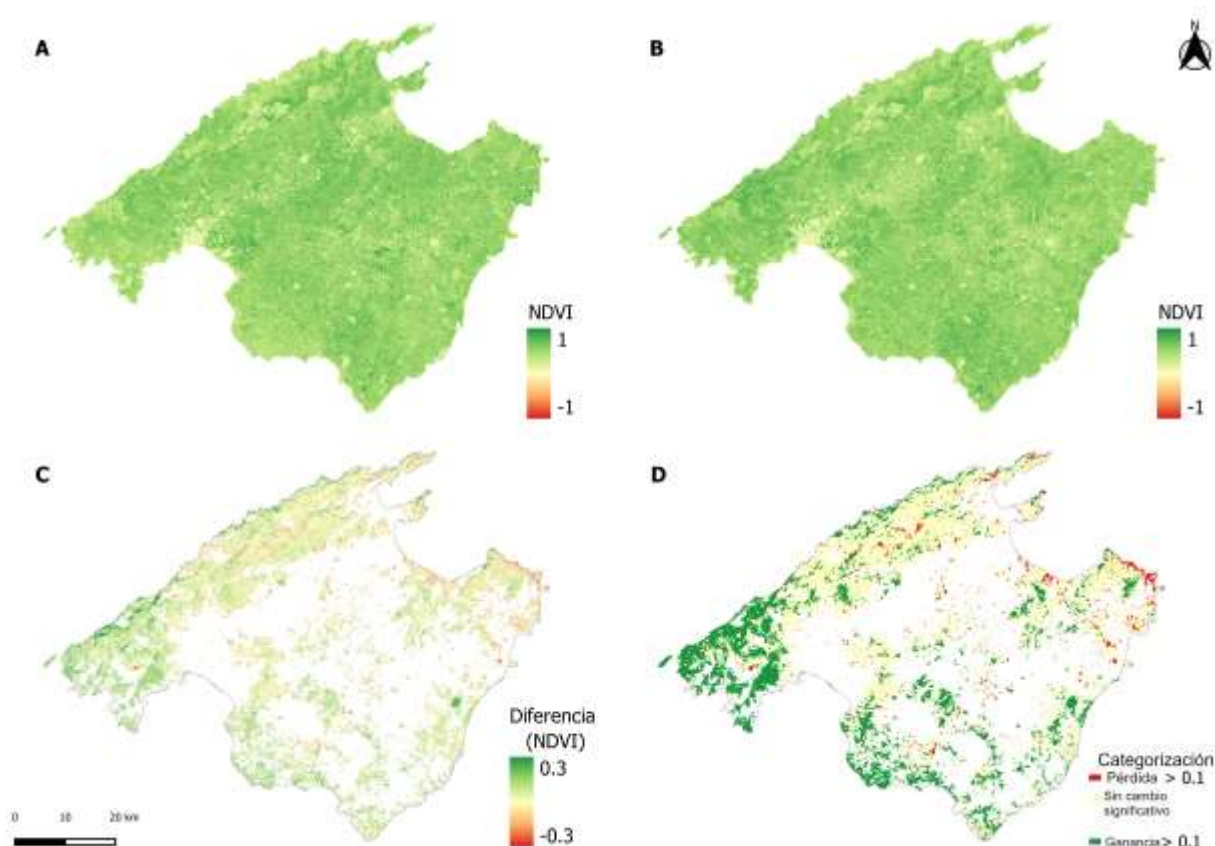 A
B
N
NDVI
1
-1
NDVI
1
-1
C
D
Diferencia
(NDVI)
0.3
-0.3
0 10 20 km
Categorización
Pérdida > 0.1
Sin cambio
significativo
Ganancia > 0.1